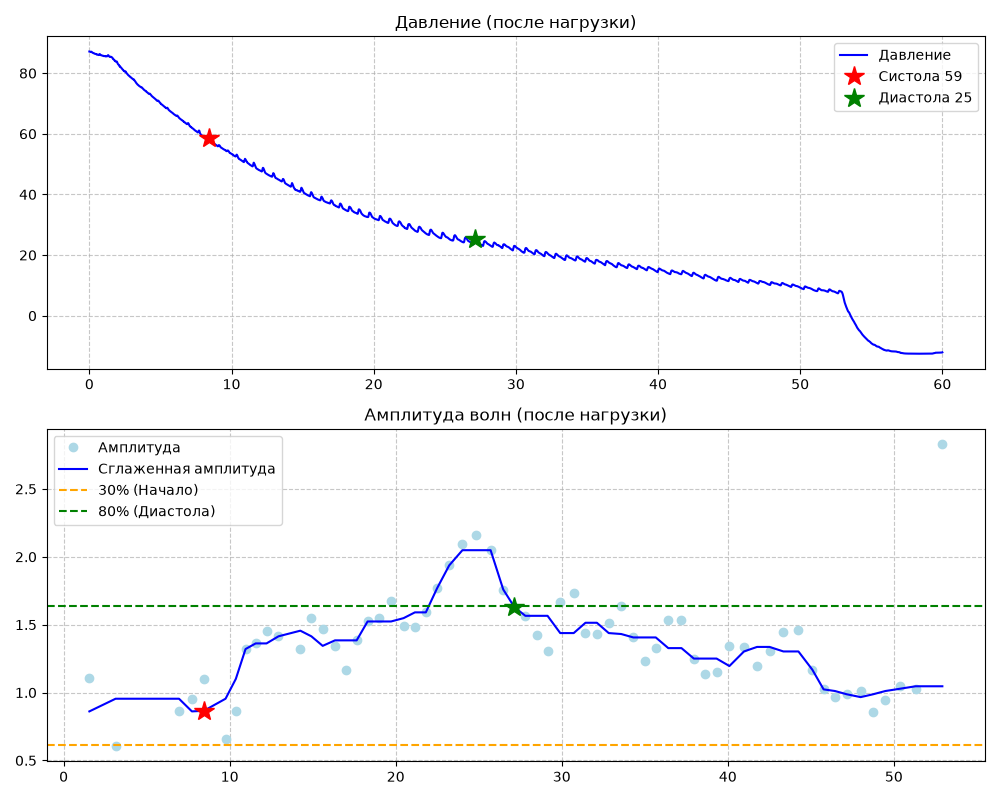 Давление (после нагрузки)
80
60
40
20
0
Давление
Систола 59
Диастола 25
0
10
20
30
40
50
60
Амплитуда волн (после нагрузки)
2.5
2.0
1.5
1.0
0.5
Амплитуда
Сглаженная амплитуда
30% (Начало)
80% (Диастола)
0
10
20
30
40
50